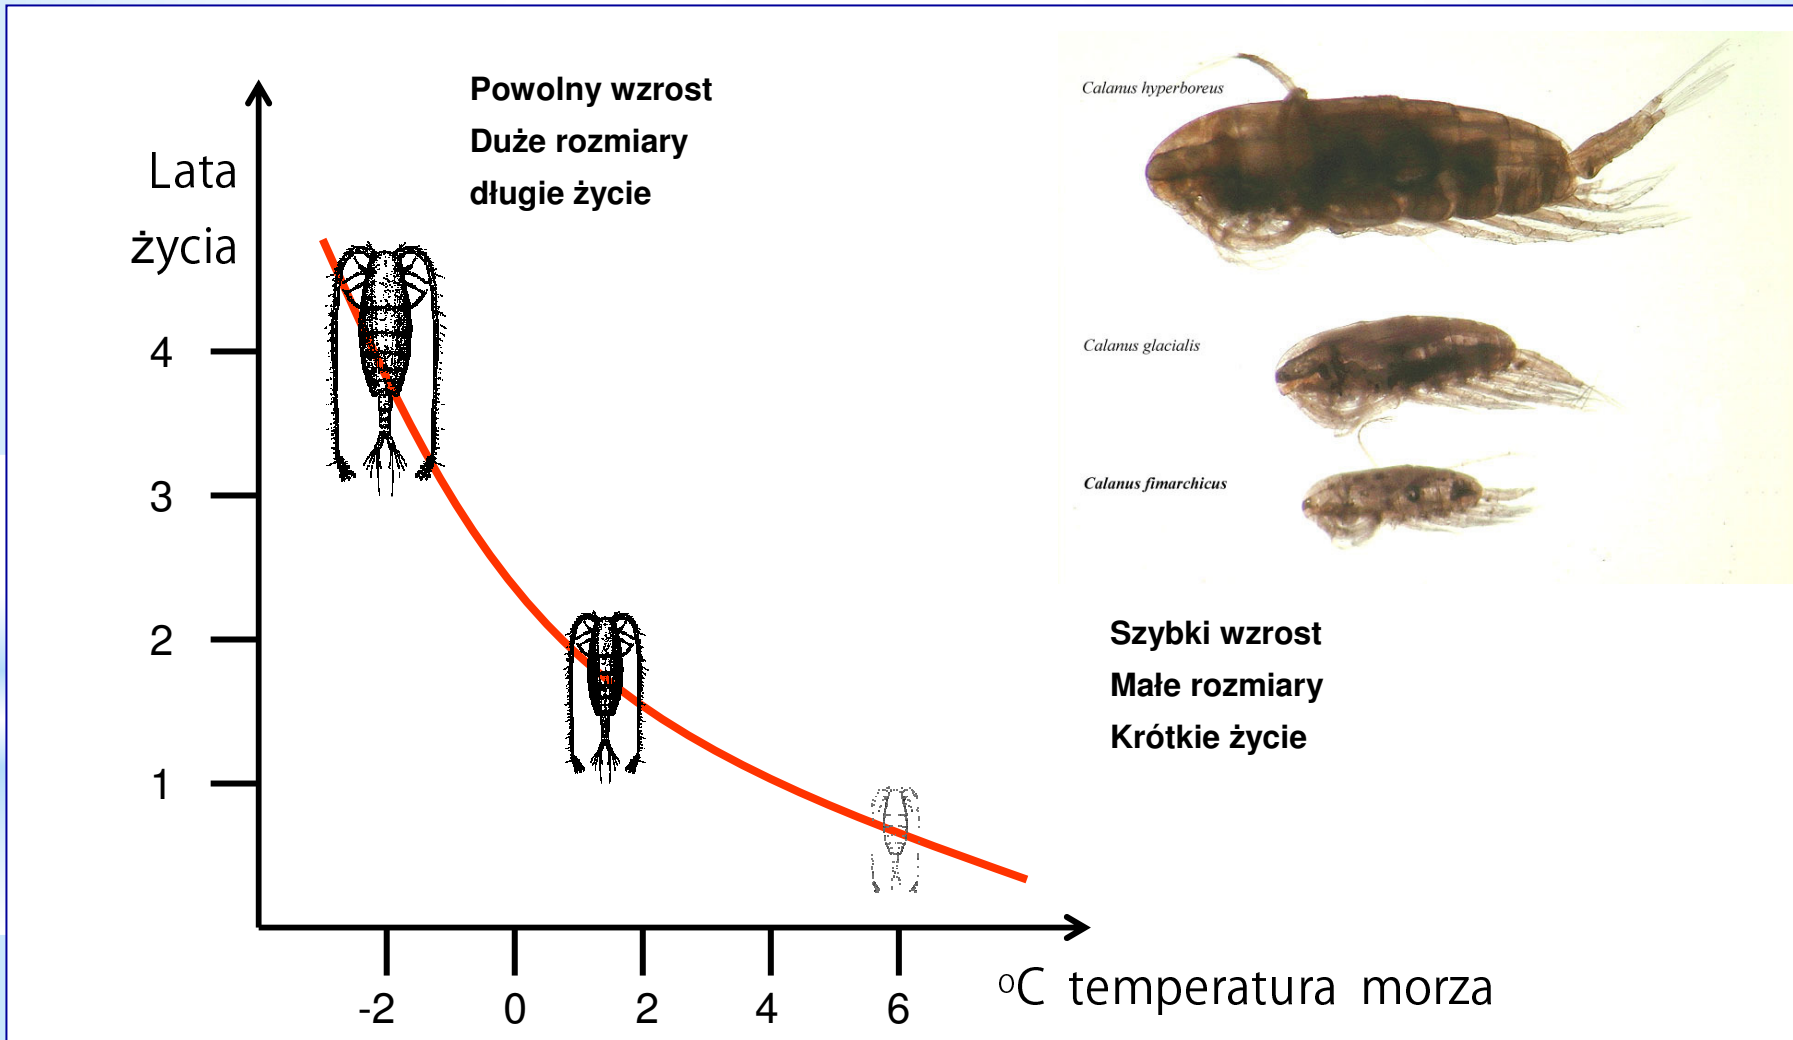 Powolny wzrost
Duże rozmiary
długie życie
Lata
życia
4
3
2
1
-2 0 2 4 6
°C temperatura morza
Calanus hyperboreus
Calanus glacialis
Calanus fimarchicus
Szybki wzrost
Małe rozmiary
Krótkie życie